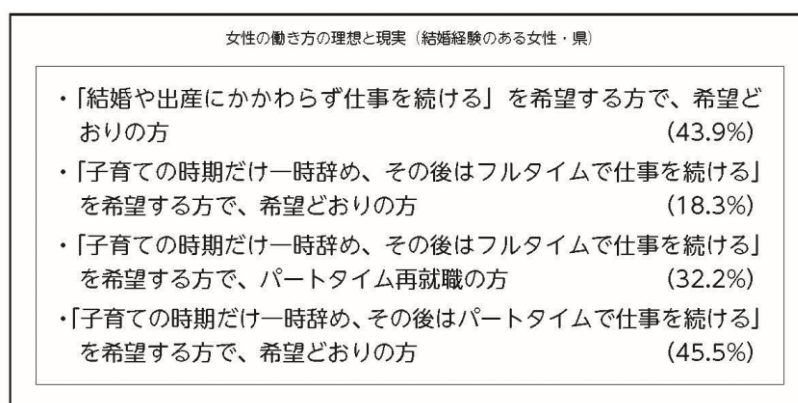 女性の働き方の理想と現実（結婚経験のある女性・県）
・「結婚や出産にかかわらず仕事を続ける」を希望する方で、希望ど
おりの方 (43.9%)
・「子育ての時期だけ一時辞め、その後はフルタイムで仕事を続ける」
を希望する方で、希望どおりの方 (18.3%)
・「子育ての時期だけ一時辞め、その後はフルタイムで仕事を続ける」
を希望する方で、パートタイム再就職の方 (32.2%)
・「子育ての時期だけ一時辞め、その後はパートタイムで仕事を続ける」
を希望する方で、希望どおりの方 (45.5%)